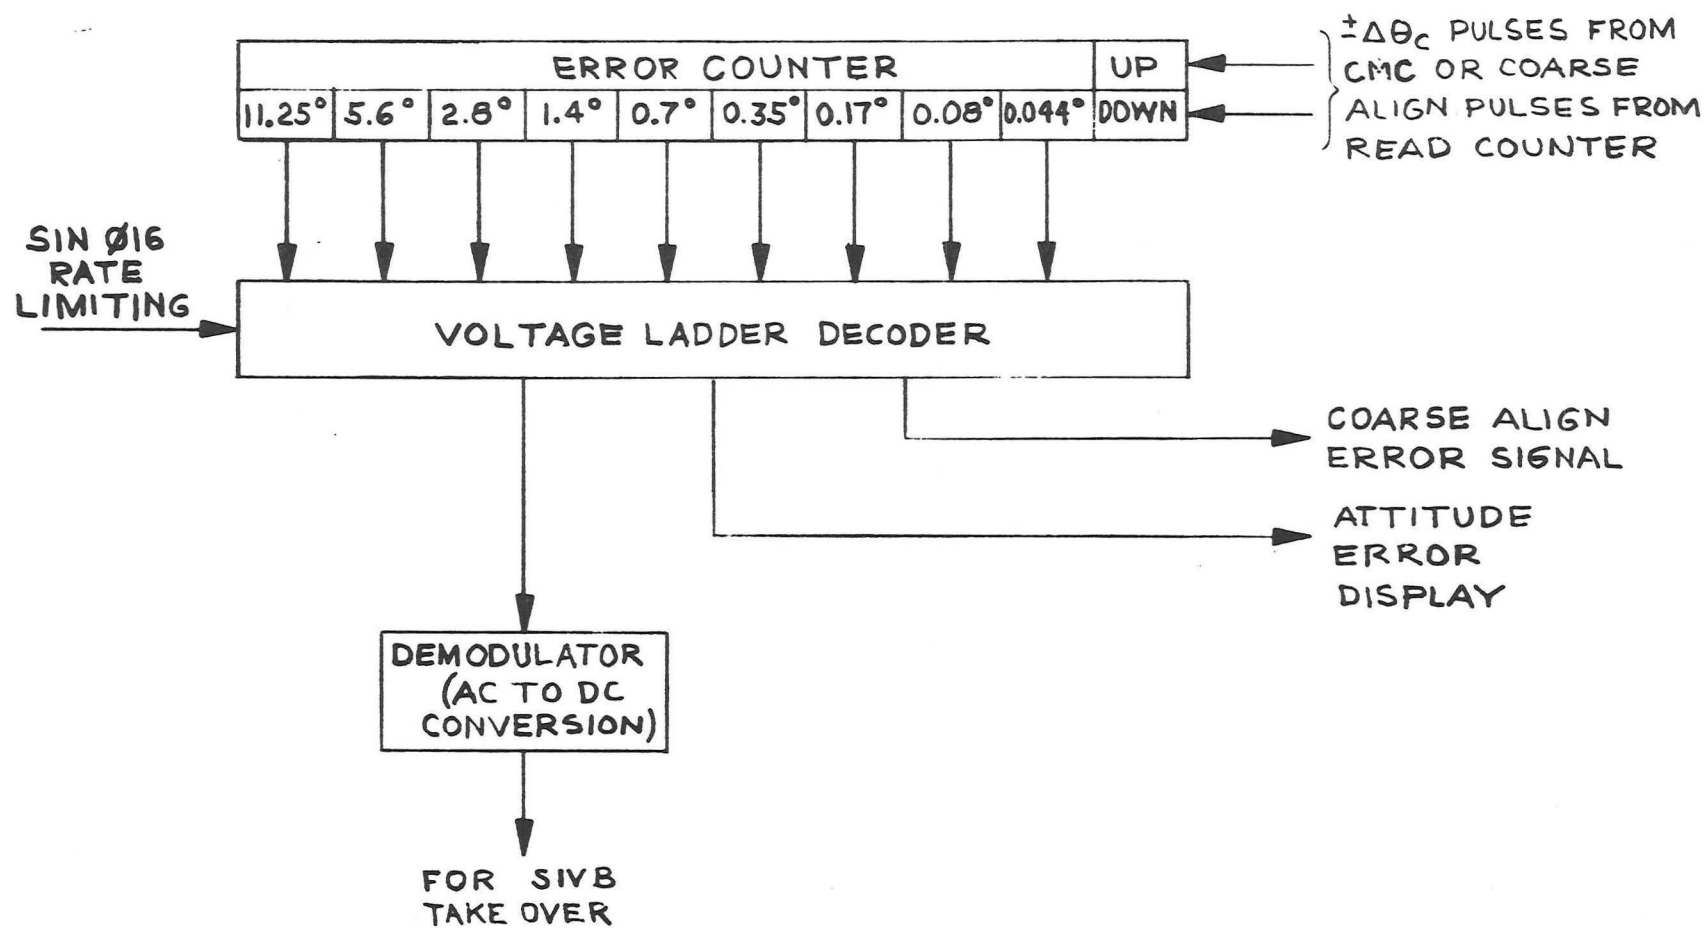 ERROR COUNTER UP
11.25° 5.6° 2.8° 1.4° 0.7° 0.35° 0.17° 0.08° 0.044° DOWN
±Δθc PULSES FROM
CMC OR COARSE
ALIGN PULSES FROM
READ COUNTER
SIN Ø16
RATE
LIMITING
VOLTAGE LADDER DECODER
COARSE ALIGN
ERROR SIGNAL
ATTITUDE
ERROR
DISPLAY
DEMODULATOR
(AC TO DC
CONVERSION)
FOR SIVB
TAKE OVER